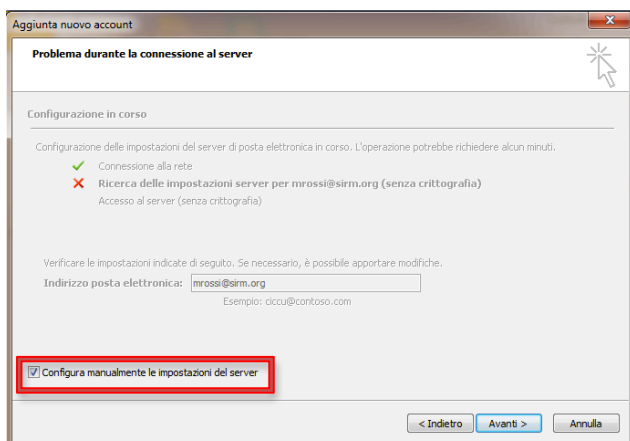 Aggiunta nuovo account
Problema durante la connessione al server
Configurazione in corso
Configurazione delle impostazioni del server di posta elettronica in corso. L'operazione potrebbe richiedere alcun minuti.
Connessione alla rete
Ricerca delle impostazioni server per mrossi@sirm.org (senza crittografia)
Accesso al server (senza crittografia)
Verificare le impostazioni indicate di seguito. Se necessario, è possibile apportare modifiche.
Indirizzo posta elettronica: mrossi@sirm.org
Esempio: ciccu@contoso.com
Configura manualmente le impostazioni del server
< Indietro Avanti > Annulla